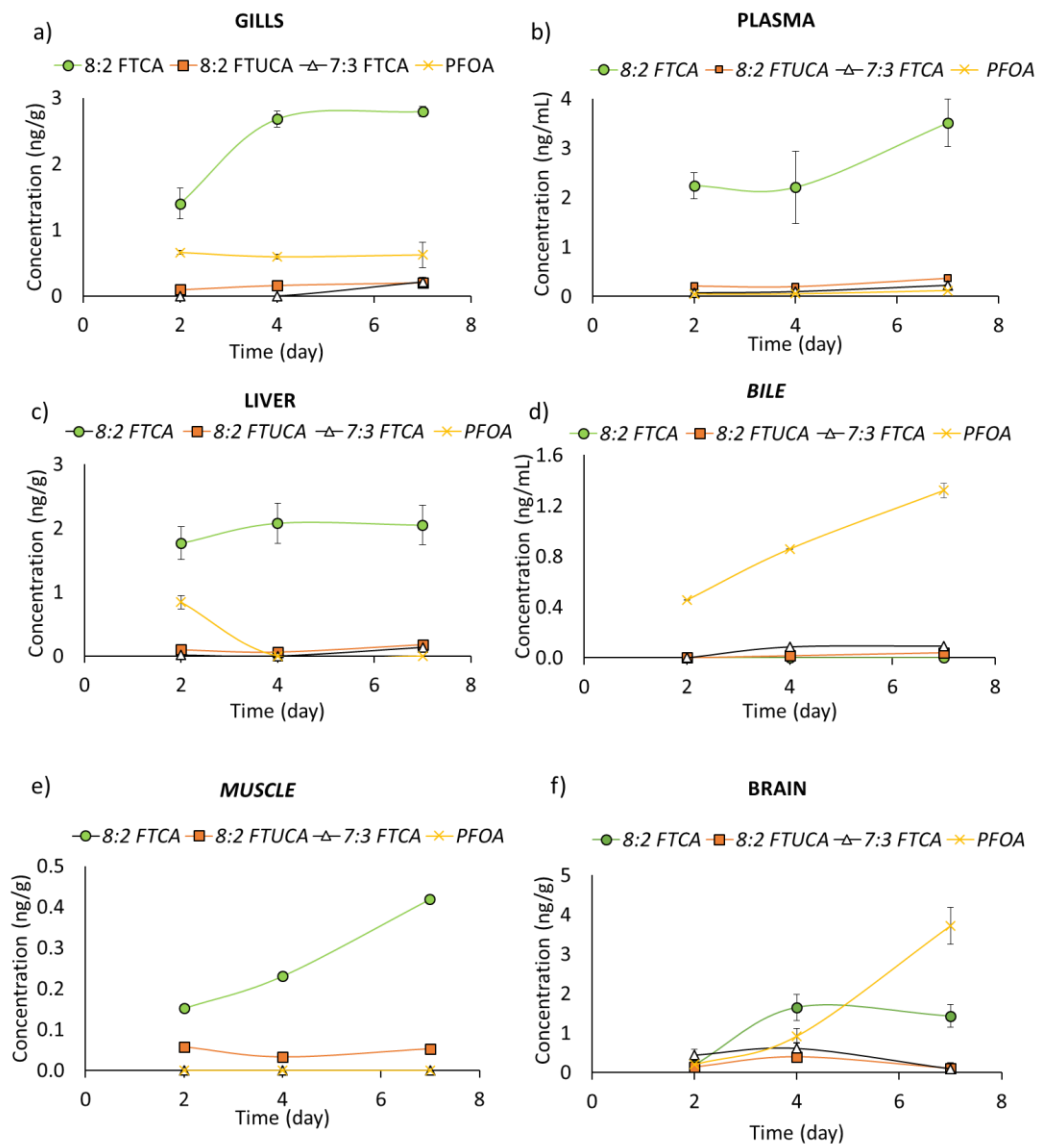 a)
GILLS
8:2 FTCA 8:2 FTUCA 7:3 FTCA PFOA
Concentration (ng/g)
3
2
1
0
0 2 4 6 8
Time (day)
b)
PLASMA
8:2 FTCA 8:2 FTUCA 7:3 FTCA PFOA
Concentration (ng/mL)
4
3
2
1
0
0 2 4 6 8
Time (day)
c)
LIVER
8:2 FTCA 8:2 FTUCA 7:3 FTCA PFOA
Concentration (ng/g)
3
2
1
0
0 2 4 6 8
Time (day)
d)
BILE
8:2 FTCA 8:2 FTUCA 7:3 FTCA PFOA
Concentration (ng/mL)
1.6
1.2
0.8
0.4
0.0
0 2 4 6 8
Time (day)
e)
MUSCLE
8:2 FTCA 8:2 FTUCA 7:3 FTCA PFOA
Concentration (ng/g)
0.5
0.4
0.3
0.2
0.1
0.0
0 2 4 6 8
Time (day)
f)
BRAIN
8:2 FTCA 8:2 FTUCA 7:3 FTCA PFOA
Concentration (ng/g)
5
4
3
2
1
0
0 2 4 6 8
Time (day)